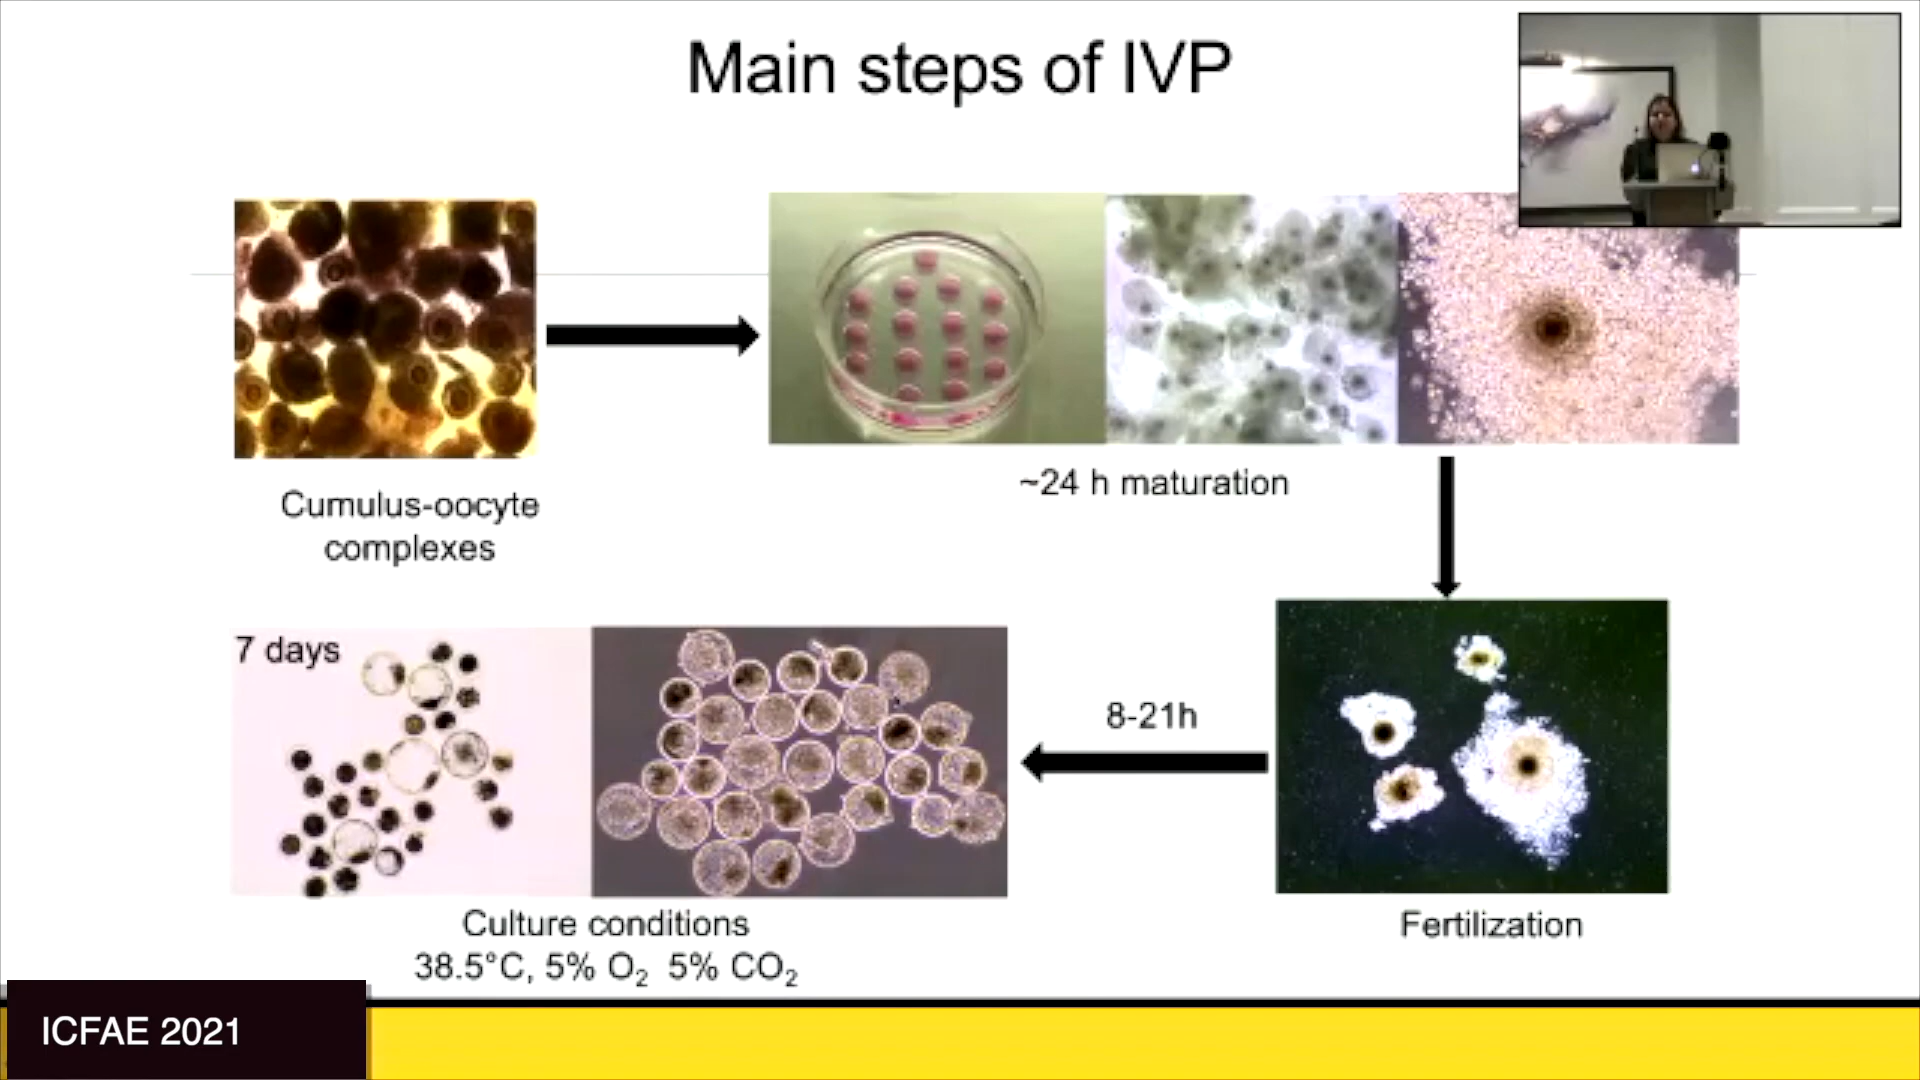 Main steps of IVP
Cumulus-oocyte
complexes
~24 h maturation
7 days
8-21h
Culture conditions
38.5°C, 5% O₂ 5% CO₂
Fertilization
ICFAE 2021